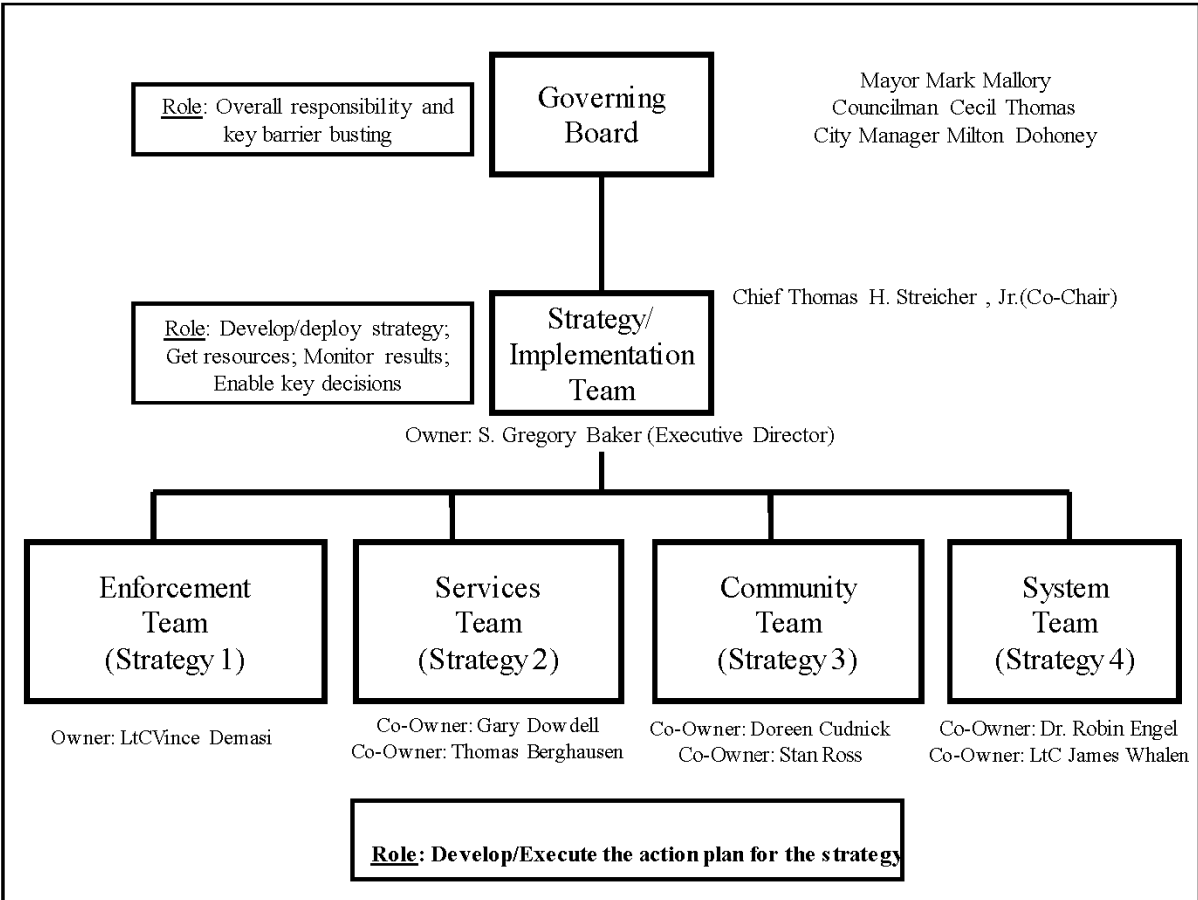 Role: Overall responsibility and
key barrier busting
Governing
Board
Mayor Mark Mallory
Councilman Cecil Thomas
City Manager Milton Dohoney
Role: Develop/deploy strategy;
Get resources; Monitor results;
Enable key decisions
Strategy/
Implementation
Team
Chief Thomas H. Streicher , Jr.(Co-Chair)
Owner: S. Gregory Baker (Executive Director)
Enforcement
Team
(Strategy 1)
Services
Team
(Strategy 2)
Community
Team
(Strategy 3)
System
Team
(Strategy 4)
Owner: LtCVince Demasi
Co-Owner: Gary Dowdell
Co-Owner: Thomas Berghausen
Co-Owner: Doreen Cudnick
Co-Owner: Stan Ross
Co-Owner: Dr. Robin Engel
Co-Owner: LtC James Whalen
Role: Develop/Execute the action plan for the strategy